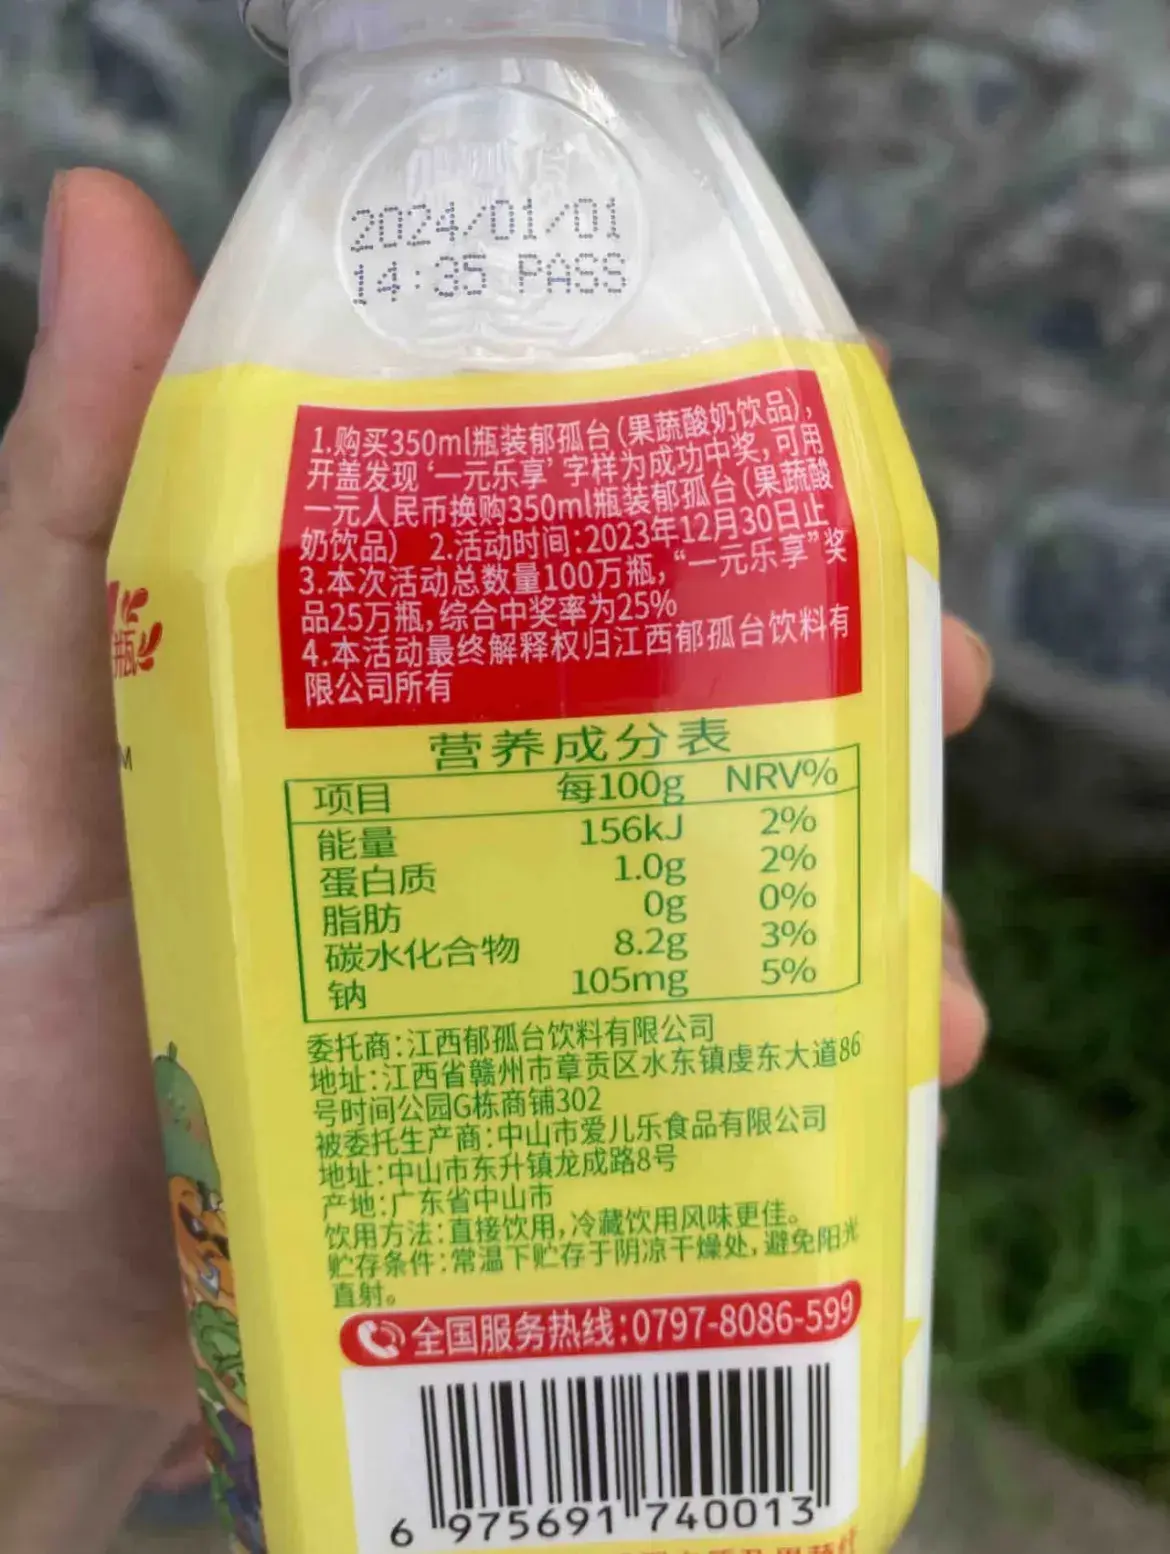 2024/01/01
14:35 PASS
1.购买350ml瓶装郁孤台(果蔬酸奶饮品),
开盖发现‘一元乐享’字样为成功中奖,可用
一元人民币换购350ml瓶装郁孤台(果蔬酸
奶饮品) 2.活动时间:2023年12月30日止
3.本次活动总数量100万瓶,“一元乐享”奖
品25万瓶,综合中奖率为25%
4.本活动最终解释权归江西郁孤台饮料有
限公司所有
瓶
M
营养成分表
项目 每100g NRV%
能量 156kJ 2%
蛋白质 1.0g 2%
脂肪 0g 0%
碳水化合物 8.2g 3%
钠 105mg 5%
委托商:江西郁孤台饮料有限公司
地址:江西省赣州市章贡区水东镇虔东大道86
号时间公园G栋商铺302
被委托生产商:中山市爱儿乐食品有限公司
地址:中山市东升镇龙成路8号
产地:广东省中山市
饮用方法:直接饮用,冷藏饮用风味更佳。
贮存条件:常温下贮存于阴凉干燥处,避免阳光
直射。
全国服务热线:0797-8086-599
6 975691 740013